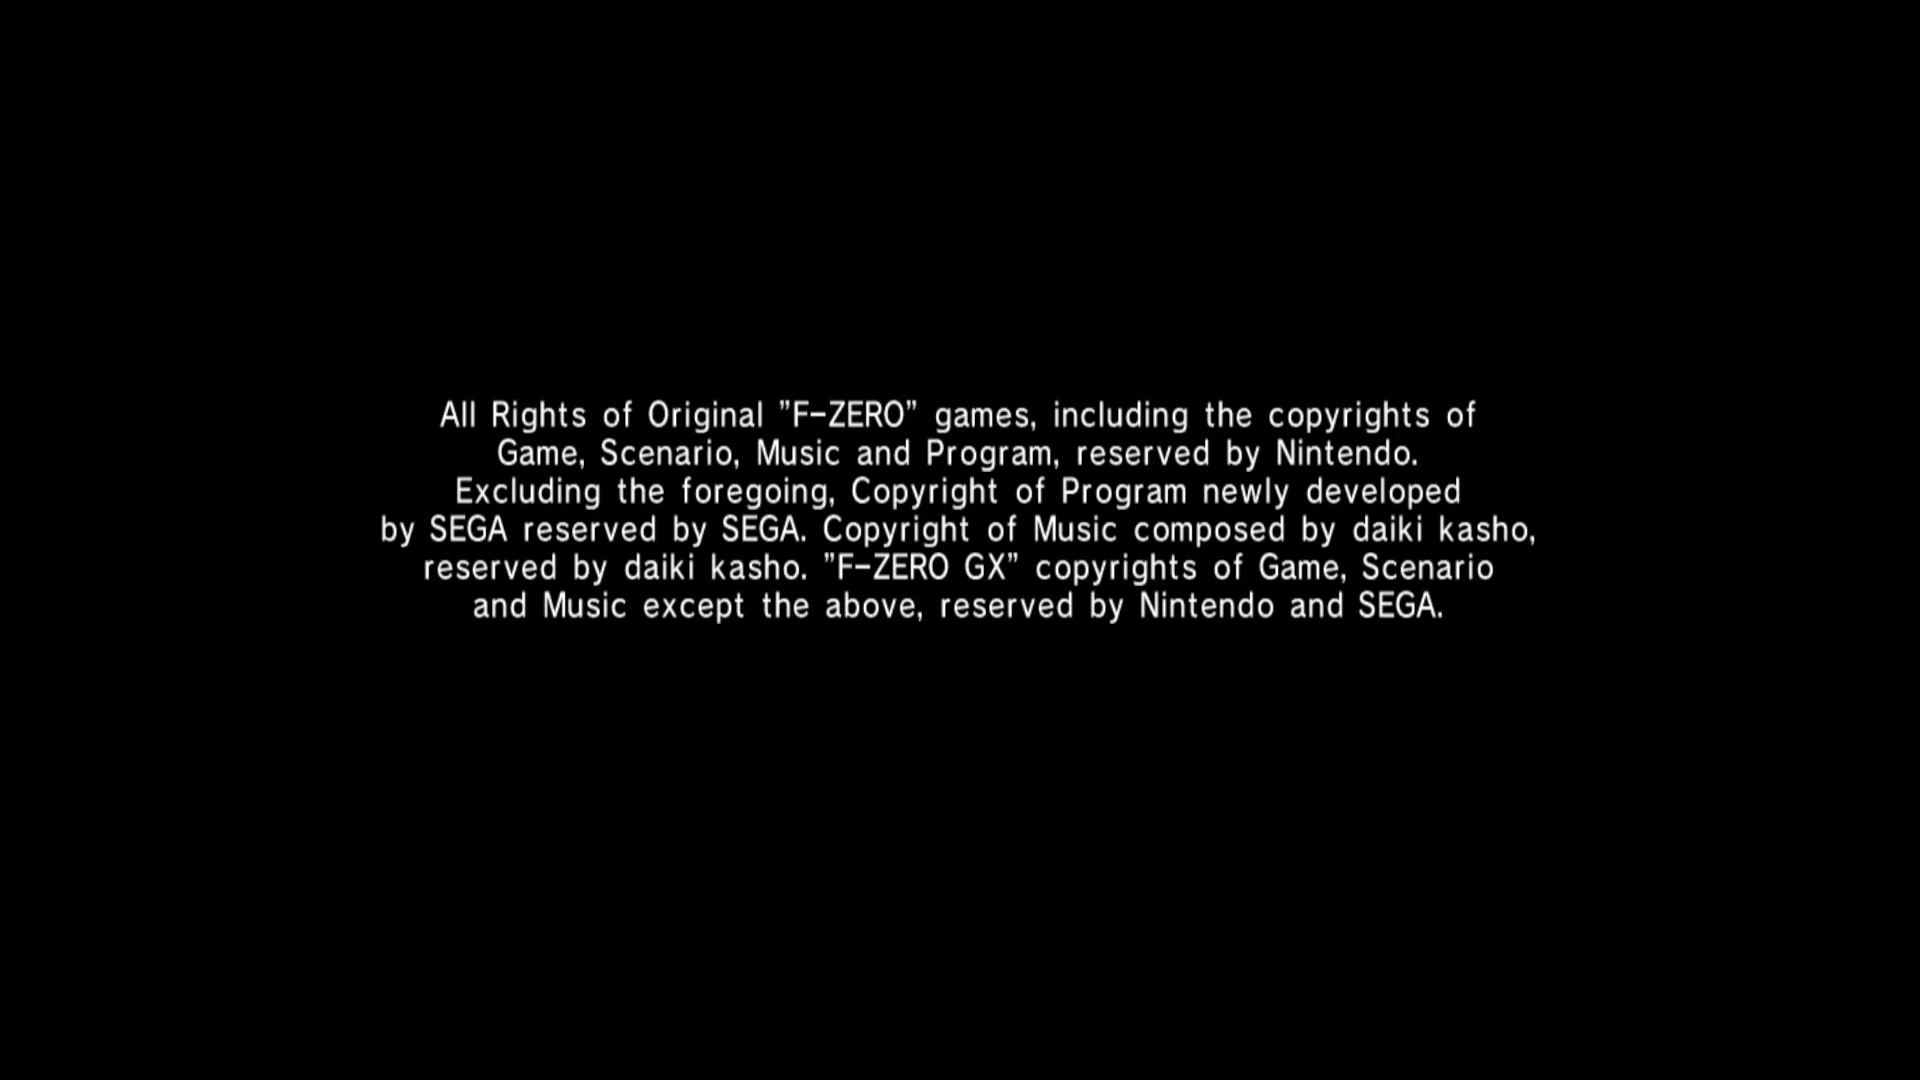 All Rights of Original ”F-ZERO” games, including the copyrights of
Game, Scenario, Music and Program, reserved by Nintendo.
Excluding the foregoing, Copyright of Program newly developed
by SEGA reserved by SEGA. Copyright of Music composed by daiki kasho,
reserved by daiki kasho. ”F-ZERO GX” copyrights of Game, Scenario
and Music except the above, reserved by Nintendo and SEGA.